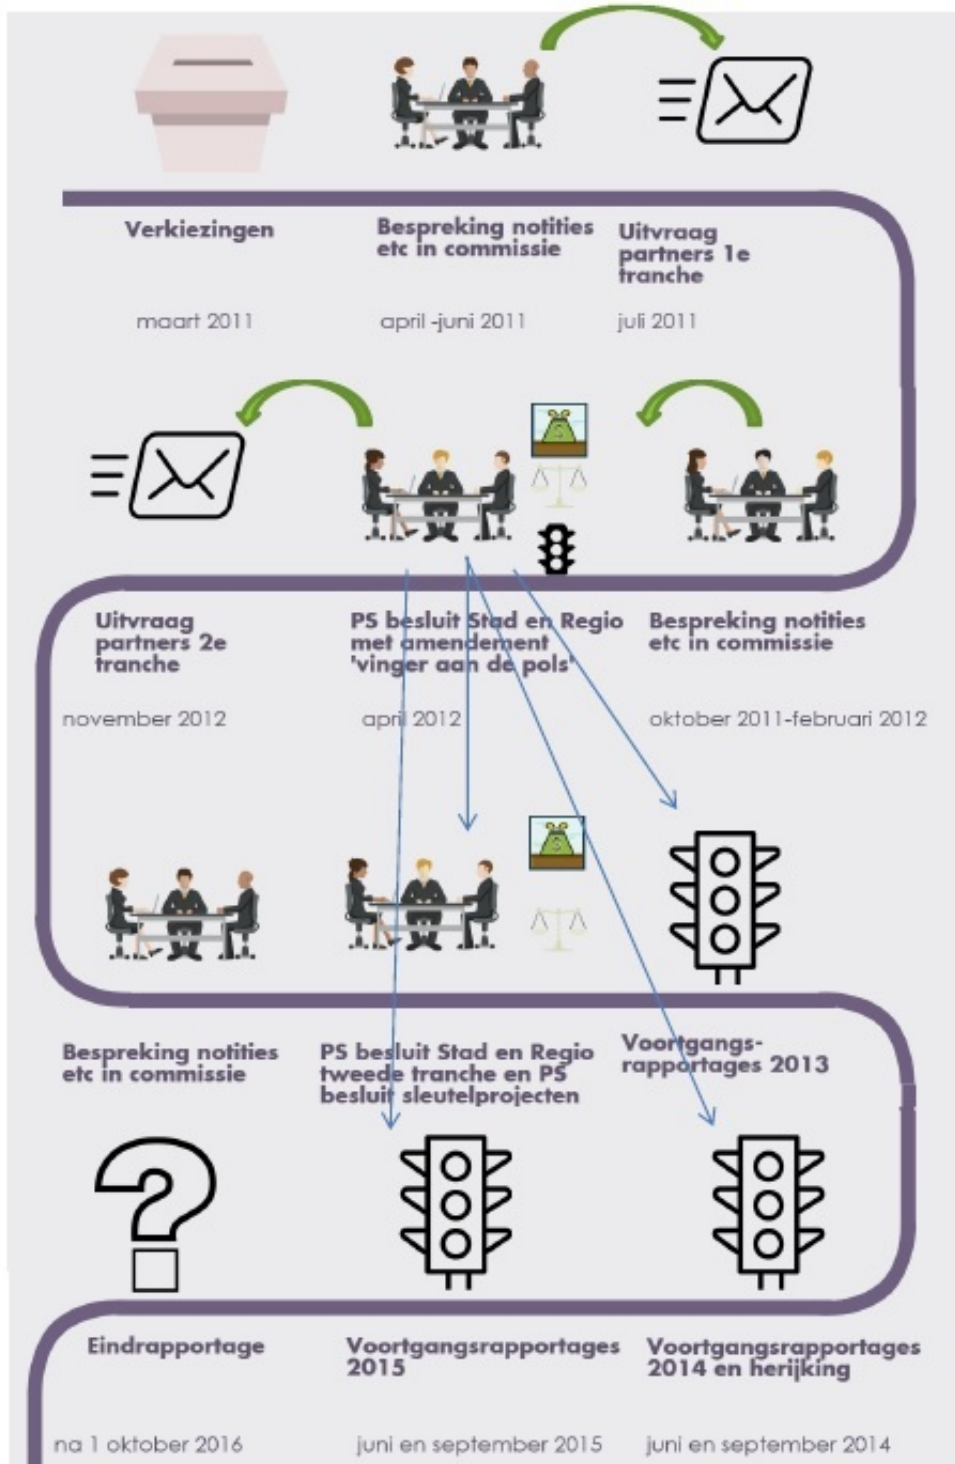 Verkiezingen
maart 2011
Bespreking notities
etc in commissie
april -juni 2011
Uitvraag
partners 1e
tranche
juli 2011
Uitvraag
partners 2e
tranche
november 2012
PS besluit Stad en Regio
met amendement
'vinger aan de pols'
april 2012
Bespreking notities
etc in commissie
oktober 2011-februari 2012
Bespreking notities
etc in commissie
PS besluit Stad en Regio
tweede tranche en PS
besluit sleutelprojecten
Voortgangs-
rapportages 2013
Eindrapportage
na 1 oktober 2016
Voortgangsrapportages
2015
juni en september 2015
Voortgangsrapportages
2014 en herijking
juni en september 2014